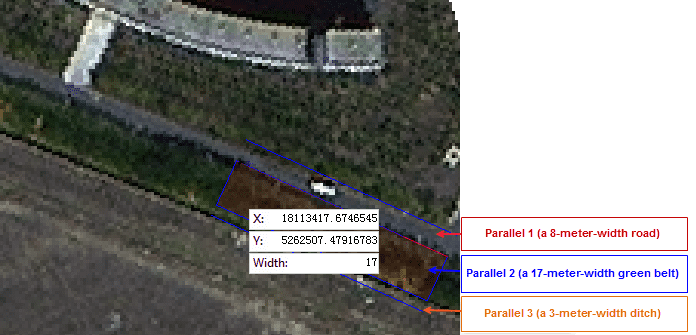 X: 18113417.6746545
Y: 5262507.47916783
Width: 17
Parallel 1 (a 8-meter-width road)
Parallel 2 (a 17-meter-width green belt)
Parallel 3 (a 3-meter-width ditch)